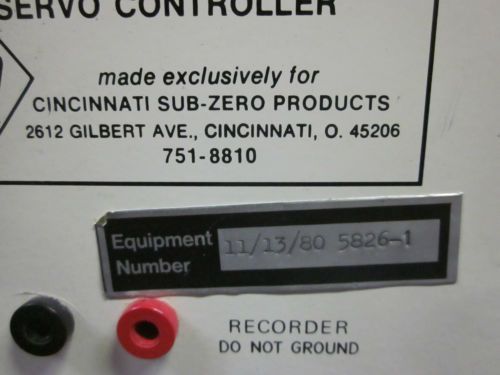 SERVO CONTROLLER
made exclusively for
CINCINNATI SUB-ZERO PRODUCTS
2612 GILBERT AVE., CINCINNATI, O. 45206
751-8810
Equipment
Number
11/13/80 5826-1
RECORDER
DO NOT GROUND